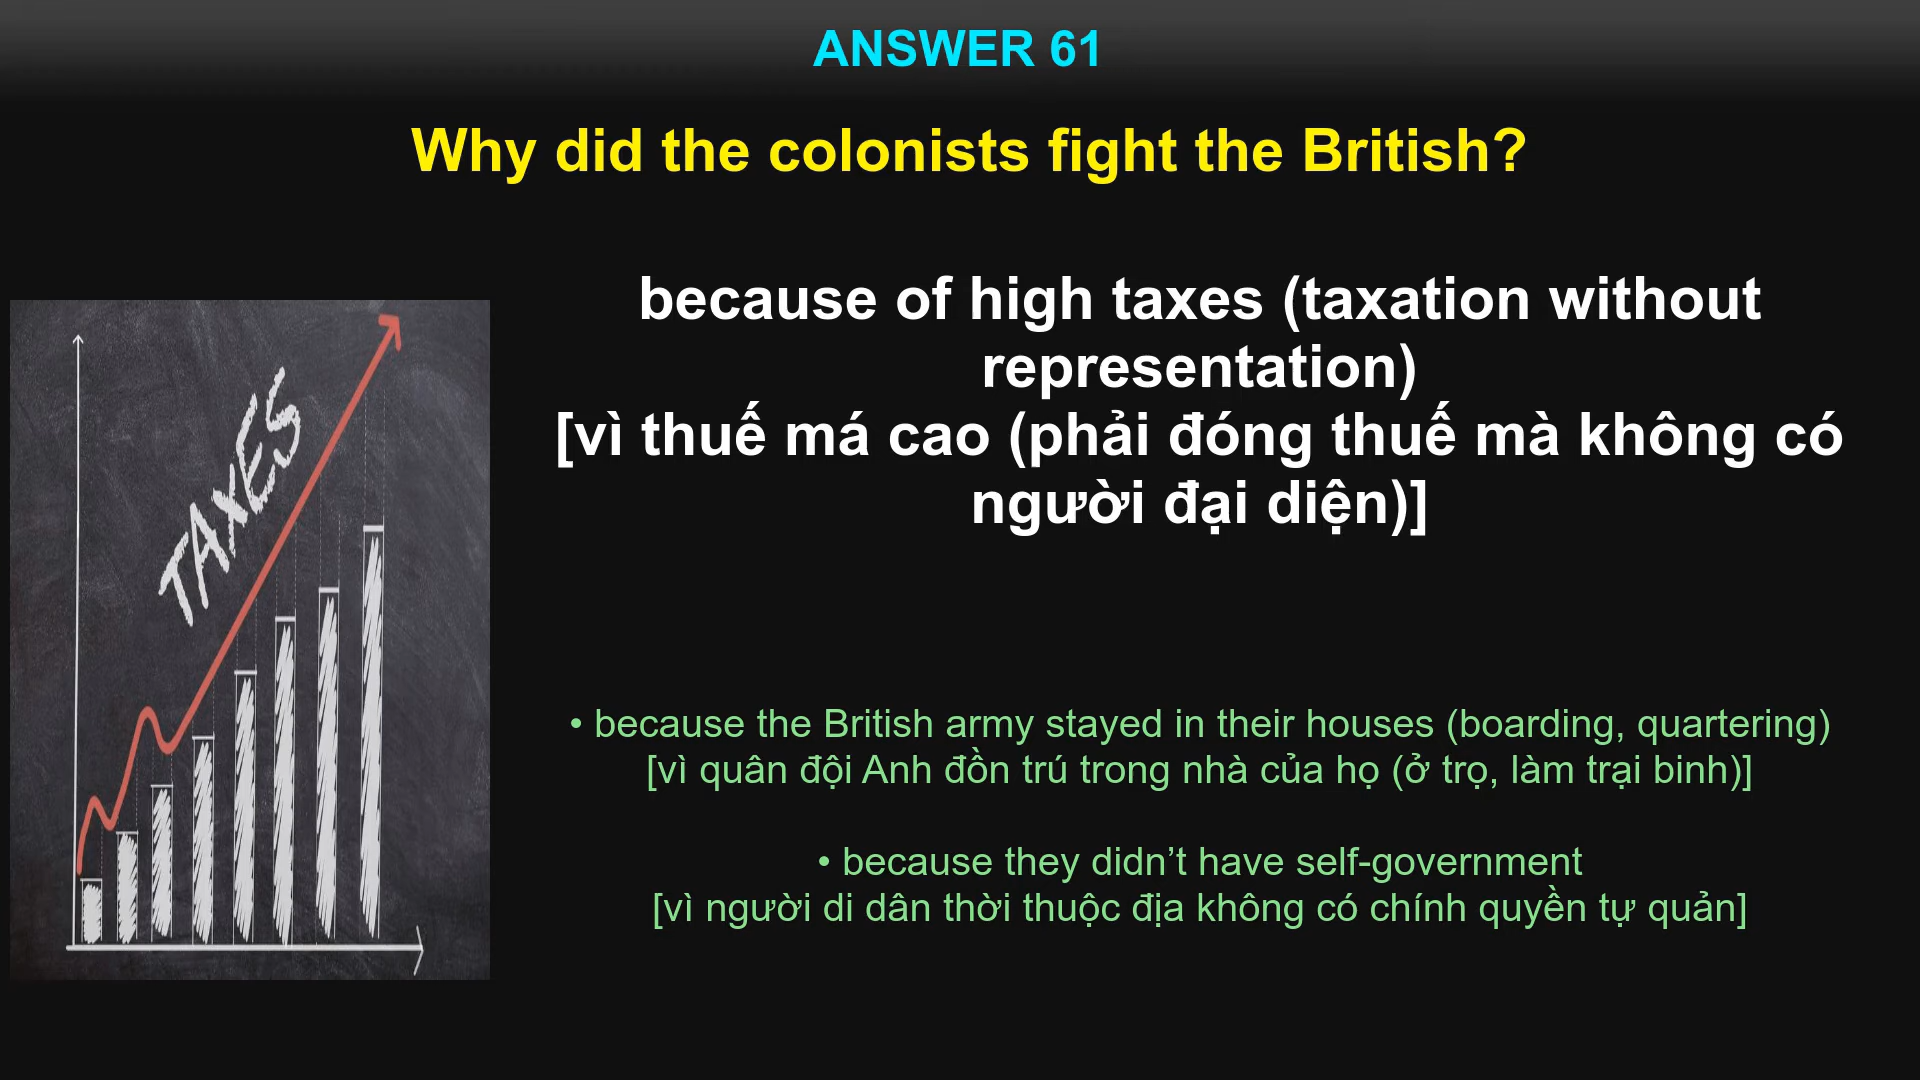 ANSWER 61
Why did the colonists fight the British?
because of high taxes (taxation without
representation)
[vì thuế má cao (phải đóng thuế mà không có
người đại diện)]
TAXES
• because the British army stayed in their houses (boarding, quartering)
[vì quân đội Anh đồn trú trong nhà của họ (ở trọ, làm trại binh)]
• because they didn’t have self-government
[vì người di dân thời thuộc địa không có chính quyền tự quản]